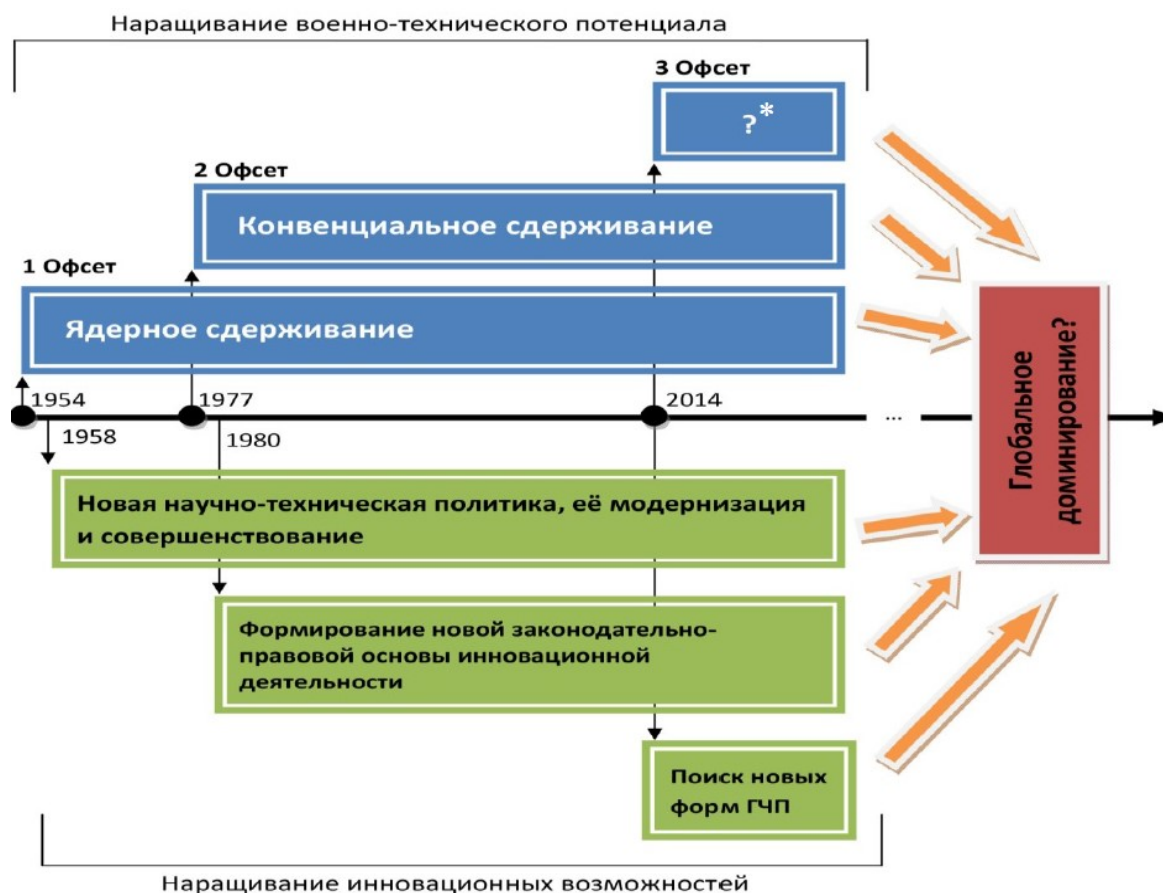 Наращивание военно-технического потенциала
3 Офсет
?*
2 Офсет
Конвенциальное сдерживание
1 Офсет
Ядерное сдерживание
1954
1977
2014
...
1958
1980
Глобальное
доминирование?
Новая научно-техническая политика, её модернизация
и совершенствование
Формирование новой законодательно-
правовой основы инновационной
деятельности
Поиск новых
форм ГЧП
Наращивание инновационных возможностей